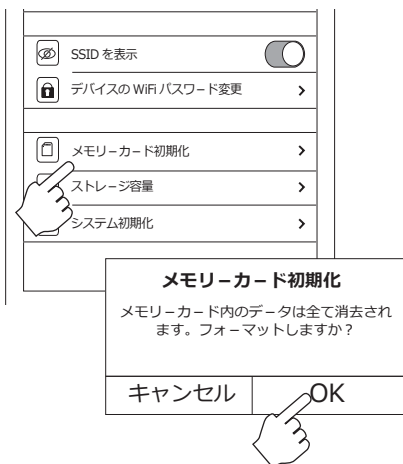 SSID を表示
デバイスの WiFi パスワード変更
メモリーカード初期化
ストレージ容量
システム初期化
メモリーカード初期化
メモリーカード内のデータは全て消去され
ます。フォーマットしますか？
キャンセル
OK